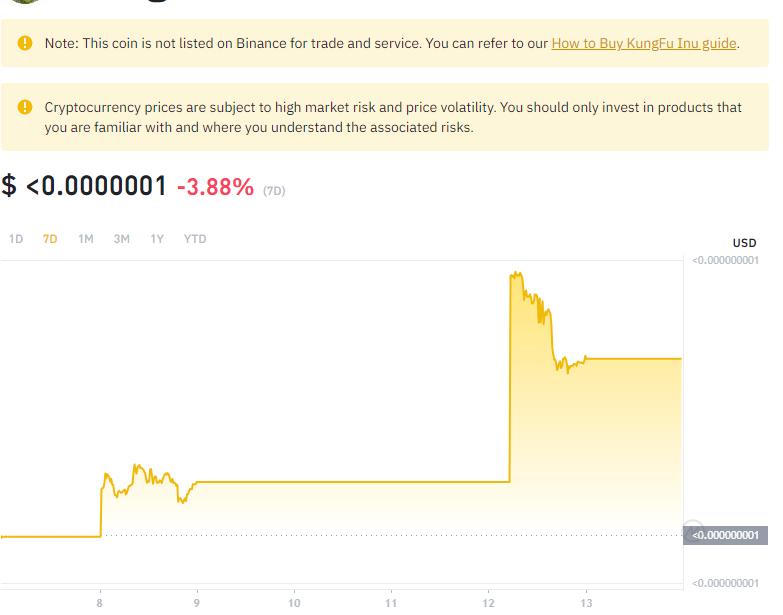 Note: This coin is not listed on Binance for trade and service. You can refer to our How to Buy KungFu Inu guide.
Cryptocurrency prices are subject to high market risk and price volatility. You should only invest in products that
you are familiar with and where you understand the associated risks.
$ <0.0000001 -3.88% (7D)
1D 7D 1M 3M 1Y YTD
USD
<0.000000001
<0.000000001
<0.000000001
8 9 10 11 12 13